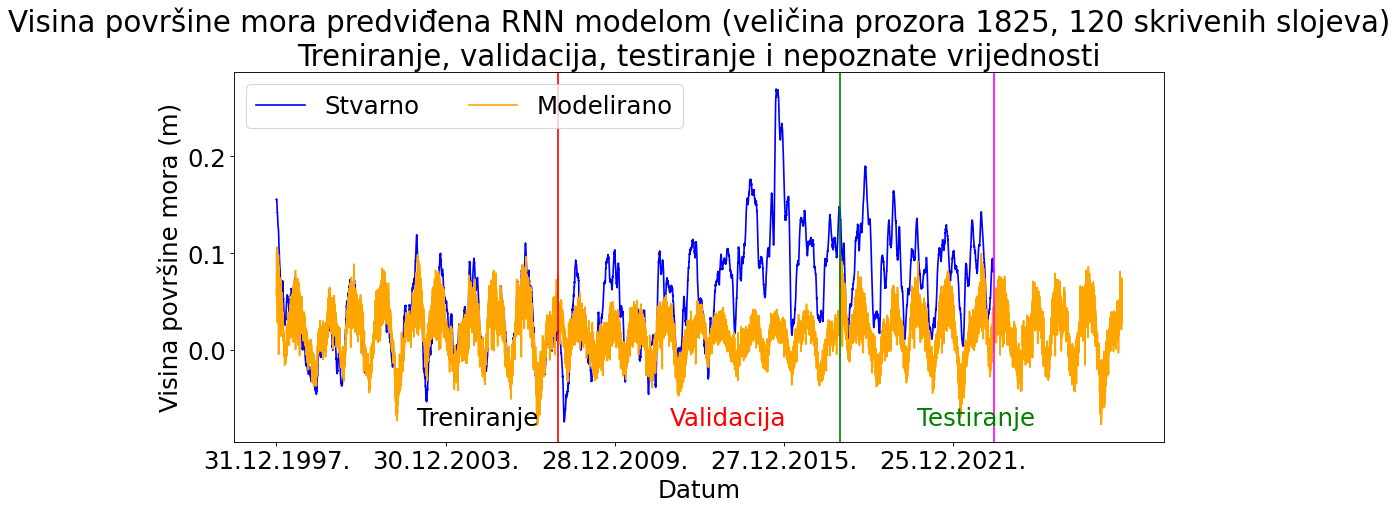 Visina površine mora predviđena RNN modelom (veličina prozora 1825, 120 skrivenih slojeva)
Treniranje, validacija, testiranje i nepoznate vrijednosti
Stvarno Modelirano
Visina površine mora (m)
0.2
0.1
0.0
Treniranje Validacija Testiranje
31.12.1997. 30.12.2003. 28.12.2009. 27.12.2015. 25.12.2021.
Datum